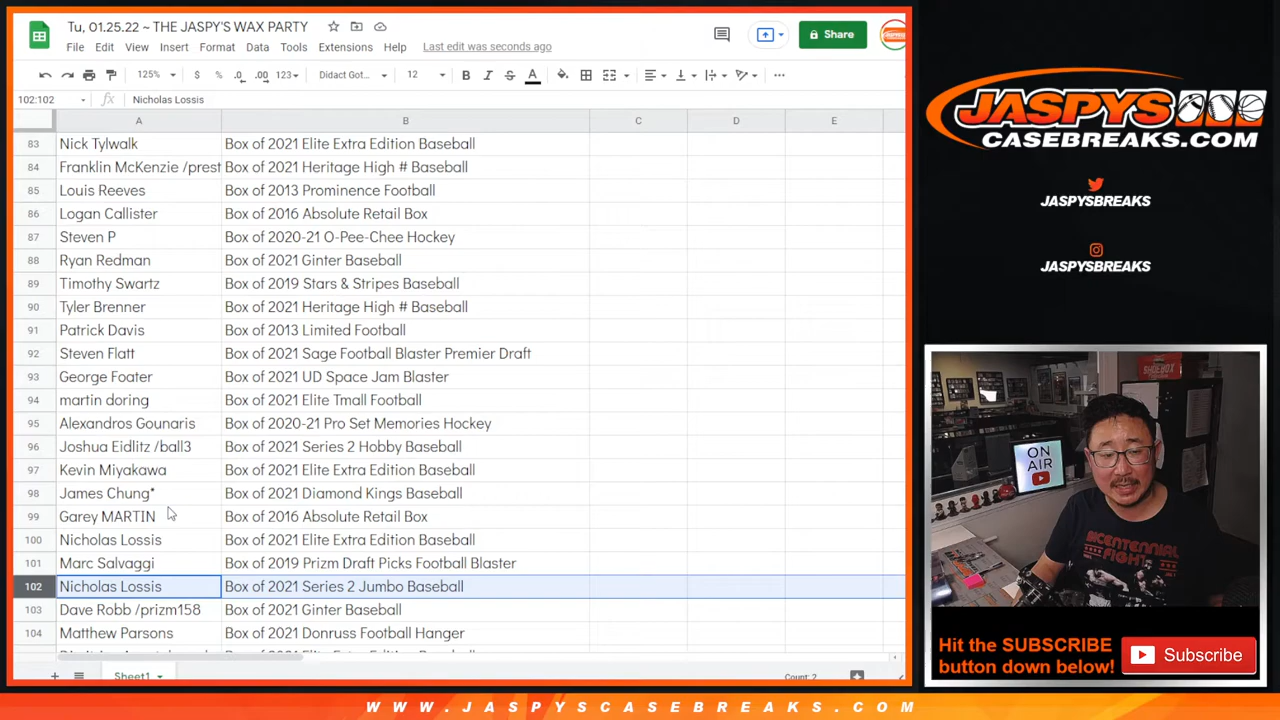 Tu, 01.25.22 ~ THE JASPY'S WAX PARTY
File Edit View Insert Format Data Tools Extensions Help Last edit was seconds ago
Share
125% $ % .0 .00 123 Didact Got... 12 B I S A
102:102 fx Nicholas Lossis
A B C D E
83 Nick Tylwalk Box of 2021 Elite Extra Edition Baseball
84 Franklin McKenzie /prest Box of 2021 Heritage High # Baseball
85 Louis Reeves Box of 2013 Prominence Football
86 Logan Callister Box of 2016 Absolute Retail Box
87 Steven P Box of 2020-21 O-Pee-Chee Hockey
88 Ryan Redman Box of 2021 Ginter Baseball
89 Timothy Swartz Box of 2019 Stars & Stripes Baseball
90 Tyler Brenner Box of 2021 Heritage High # Baseball
91 Patrick Davis Box of 2013 Limited Football
92 Steven Flatt Box of 2021 Sage Football Blaster Premier Draft
93 George Foater Box of 2021 UD Space Jam Blaster
94 martin doring Box of 2021 Elite Tmall Football
95 Alexandros Gounaris Box of 2020-21 Pro Set Memories Hockey
96 Joshua Eidlitz /ball3 Box of 2021 Series 2 Hobby Baseball
97 Kevin Miyakawa Box of 2021 Elite Extra Edition Baseball
98 James Chung* Box of 2021 Diamond Kings Baseball
99 Garey MARTIN Box of 2016 Absolute Retail Box
100 Nicholas Lossis Box of 2021 Elite Extra Edition Baseball
101 Marc Salvaggi Box of 2019 Prizm Draft Picks Football Blaster
102 Nicholas Lossis Box of 2021 Series 2 Jumbo Baseball
103 Dave Robb /prizm158 Box of 2021 Ginter Baseball
104 Matthew Parsons Box of 2021 Donruss Football Hanger
Sheet1
Count: 2
JASPYS
CASEBREAKS.COM
JASPYSBREAKS
JASPYSBREAKS
SHOEBOX
ON
AIR
BICENTENNIAL
FIGHT
Hit the SUBSCRIBE
button down below!
Subscribe
WWW.JASPYSCASEBREAKS.COM